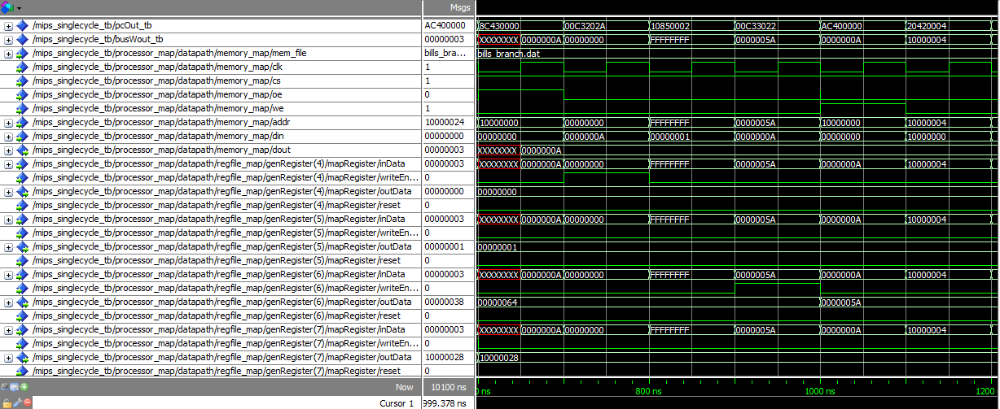 Msgs
/mips_singlecycle_tb/pcOut_tb AC400000 8C430000 00C3202A 10850002 00C33022 AC400000 20420004
/mips_singlecycle_tb/busWout_tb 00000003 XXXXXXXX 0000000A 00000000 FFFFFFFF 0000005A 0000000A 10000004
/mips_singlecycle_tb/processor_map/datapath/memory_map/mem_file bills_bra... bills_branch.dat
/mips_singlecycle_tb/processor_map/datapath/memory_map/clk 1
/mips_singlecycle_tb/processor_map/datapath/memory_map/cs 1
/mips_singlecycle_tb/processor_map/datapath/memory_map/oe 0
/mips_singlecycle_tb/processor_map/datapath/memory_map/we 1
/mips_singlecycle_tb/processor_map/datapath/memory_map/addr 10000024 10000000 00000000 FFFFFFFF 0000005A 10000000 10000004
/mips_singlecycle_tb/processor_map/datapath/memory_map/din 00000000 00000000 0000000A 00000001 0000000A 00000000 10000000
/mips_singlecycle_tb/processor_map/datapath/memory_map/dout 00000003 XXXXXXXX 0000000A
/mips_singlecycle_tb/processor_map/datapath/regfile_map/genRegister(4)/mapRegister/inData 00000003 XXXXXXXX 0000000A 00000000 FFFFFFFF 0000005A 0000000A 10000004
/mips_singlecycle_tb/processor_map/datapath/regfile_map/genRegister(4)/mapRegister/writeEn... 0
/mips_singlecycle_tb/processor_map/datapath/regfile_map/genRegister(4)/mapRegister/outData 00000000 00000000
/mips_singlecycle_tb/processor_map/datapath/regfile_map/genRegister(4)/mapRegister/reset 0
/mips_singlecycle_tb/processor_map/datapath/regfile_map/genRegister(5)/mapRegister/inData 00000003 XXXXXXXX 0000000A 00000000 FFFFFFFF 0000005A 0000000A 10000004
/mips_singlecycle_tb/processor_map/datapath/regfile_map/genRegister(5)/mapRegister/writeEn... 0
/mips_singlecycle_tb/processor_map/datapath/regfile_map/genRegister(5)/mapRegister/outData 00000001 00000001
/mips_singlecycle_tb/processor_map/datapath/regfile_map/genRegister(5)/mapRegister/reset 0
/mips_singlecycle_tb/processor_map/datapath/regfile_map/genRegister(6)/mapRegister/inData 00000003 XXXXXXXX 0000000A 00000000 FFFFFFFF 0000005A 0000000A 10000004
/mips_singlecycle_tb/processor_map/datapath/regfile_map/genRegister(6)/mapRegister/writeEn... 0
/mips_singlecycle_tb/processor_map/datapath/regfile_map/genRegister(6)/mapRegister/outData 00000038 00000064 0000005A
/mips_singlecycle_tb/processor_map/datapath/regfile_map/genRegister(6)/mapRegister/reset 0
/mips_singlecycle_tb/processor_map/datapath/regfile_map/genRegister(7)/mapRegister/inData 00000003 XXXXXXXX 0000000A 00000000 FFFFFFFF 0000005A 0000000A 10000004
/mips_singlecycle_tb/processor_map/datapath/regfile_map/genRegister(7)/mapRegister/writeEn... 0
/mips_singlecycle_tb/processor_map/datapath/regfile_map/genRegister(7)/mapRegister/outData 10000028 10000028
/mips_singlecycle_tb/processor_map/datapath/regfile_map/genRegister(7)/mapRegister/reset 0
Now 10100 ns ns 800 ns 1000 ns 1200
Cursor 1 999.378 ns